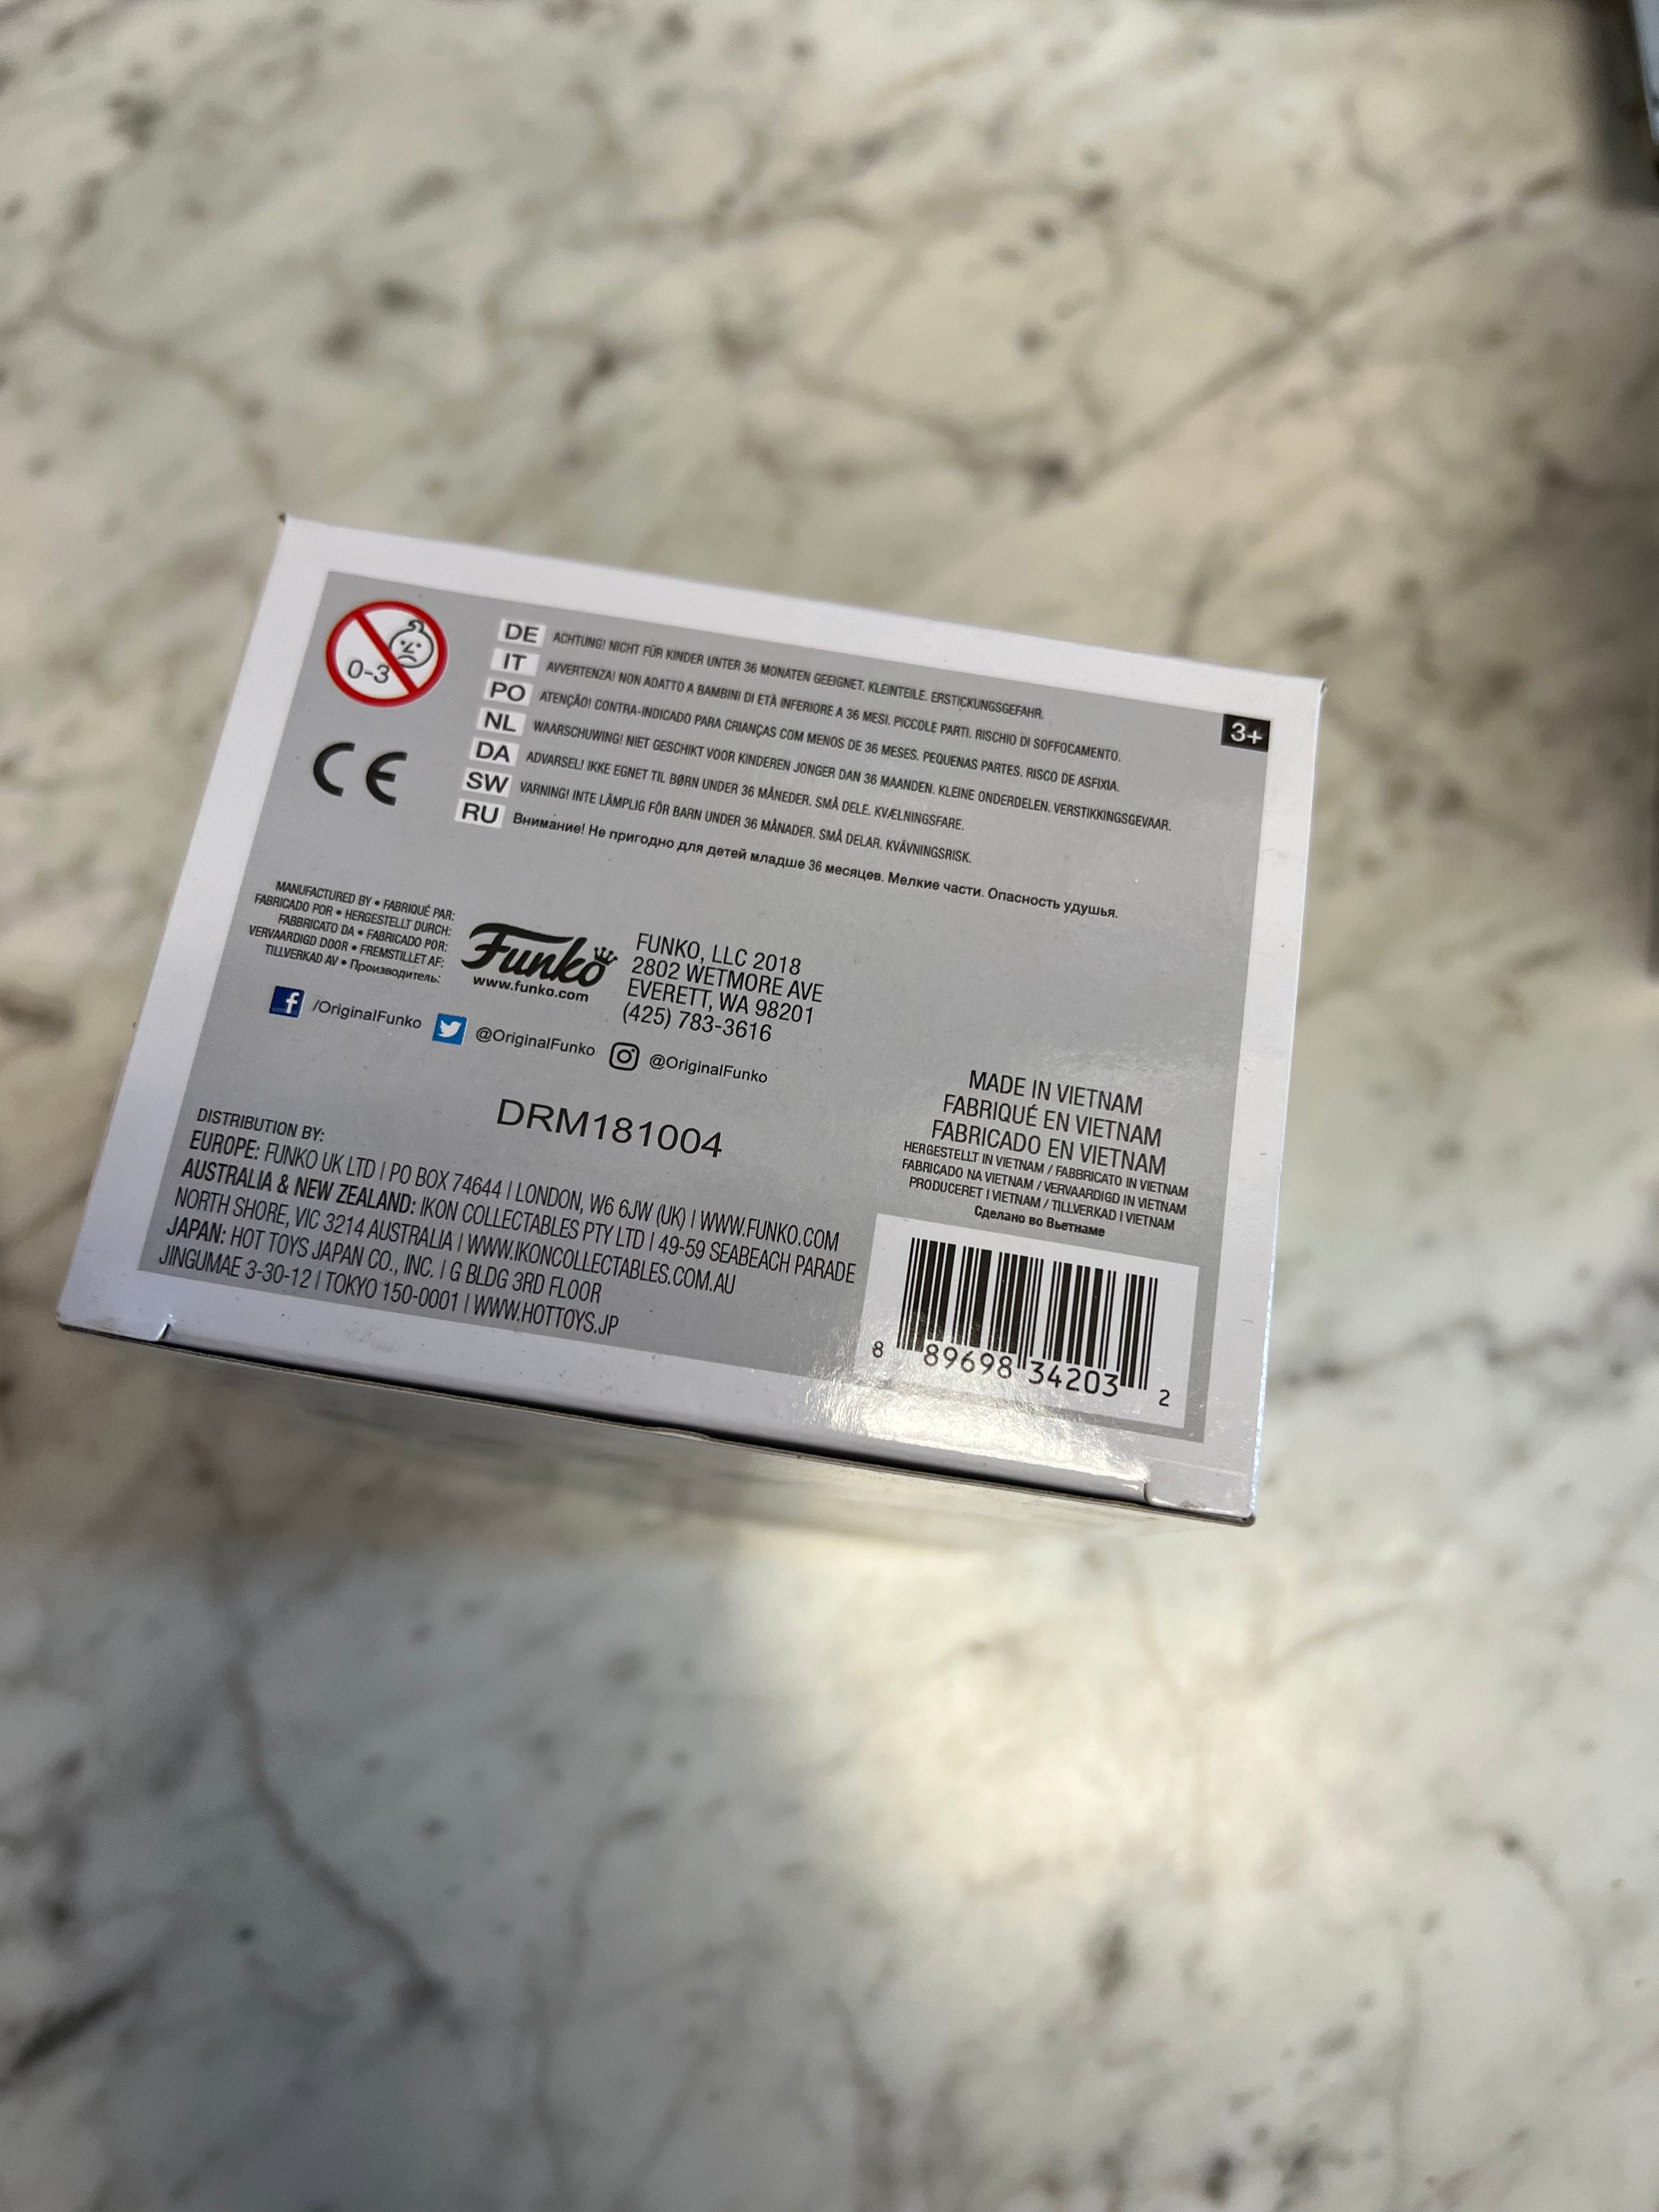 0-3
DE ACHTUNG! NICHT FÜR KINDER UNTER 36 MONATEN GEEIGNET. KLEINTEILE. ERSTICKUNGSGEFAHR.
IT AVVERTENZA! NON ADATTO A BAMBINI DI ETÀ INFERIORE A 36 MESI. PICCOLE PARTI. RISCHIO DI SOFFOCAMENTO.
PO ATENÇÃO! CONTRA-INDICADO PARA CRIANÇAS COM MENOS DE 36 MESES. PEQUENAS PARTES. RISCO DE ASFIXIA.
NL WAARSCHUWING! NIET GESCHIKT VOOR KINDEREN JONGER DAN 36 MAANDEN. KLEINE ONDERDELEN. VERSTIKKINGSGEVAAR.
DA ADVARSEL! IKKE EGNET TIL BØRN UNDER 36 MÅNEDER. SMÅ DELE. KVÆLNINGSFARE.
SW VARNING! INTE LÄMPLIG FÖR BARN UNDER 36 MÅNADER. SMÅ DELAR. KVÄVNINGSRISK.
RU Внимание! Не пригодно для детей младше 36 месяцев. Мелкие части. Опасность удушья.
3+
CE
MANUFACTURED BY • FABRIQUÉ PAR:
FABRICADO POR • HERGESTELLT DURCH:
FABBRICATO DA • FABRICADO POR:
VERVAARDIGD DOOR • FREMSTILLET AF:
TILLVERKAD AV • Производитель:
Funko
www.funko.com
FUNKO, LLC 2018
2802 WETMORE AVE
EVERETT, WA 98201
(425) 783-3616
/OriginalFunko @OriginalFunko @OriginalFunko
DRM181004
DISTRIBUTION BY:
EUROPE: FUNKO UK LTD | PO BOX 74644 | LONDON, W6 6JW (UK) | WWW.FUNKO.COM
AUSTRALIA & NEW ZEALAND: IKON COLLECTABLES PTY LTD | 49-59 SEABEACH PARADE
NORTH SHORE, VIC 3214 AUSTRALIA | WWW.IKONCOLLECTABLES.COM.AU
JAPAN: HOT TOYS JAPAN CO., INC. | G BLDG 3RD FLOOR
JINGUMAE 3-30-12 | TOKYO 150-0001 | WWW.HOTTOYS.JP
MADE IN VIETNAM
FABRIQUÉ EN VIETNAM
FABRICADO EN VIETNAM
HERGESTELLT IN VIETNAM / FABBRICATO IN VIETNAM
FABRICADO NA VIETNAM / VERVAARDIGD IN VIETNAM
PRODUCERET I VIETNAM / TILLVERKAD I VIETNAM
Сделано во Вьетнаме
8 89698 34203 2